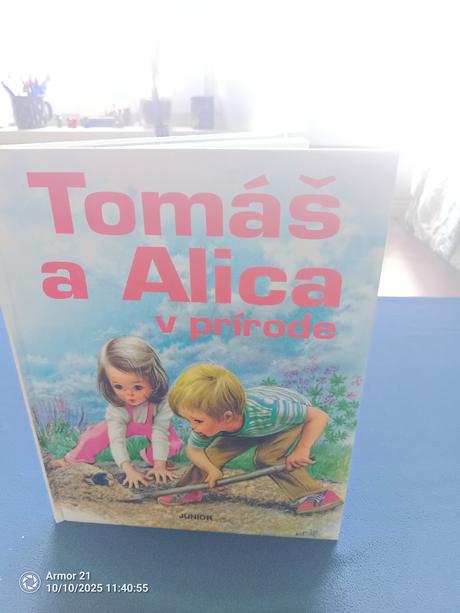 Tomáš
a Alica
v prírode
JUNIOR
Armor 21
10/10/2025 11:40:55